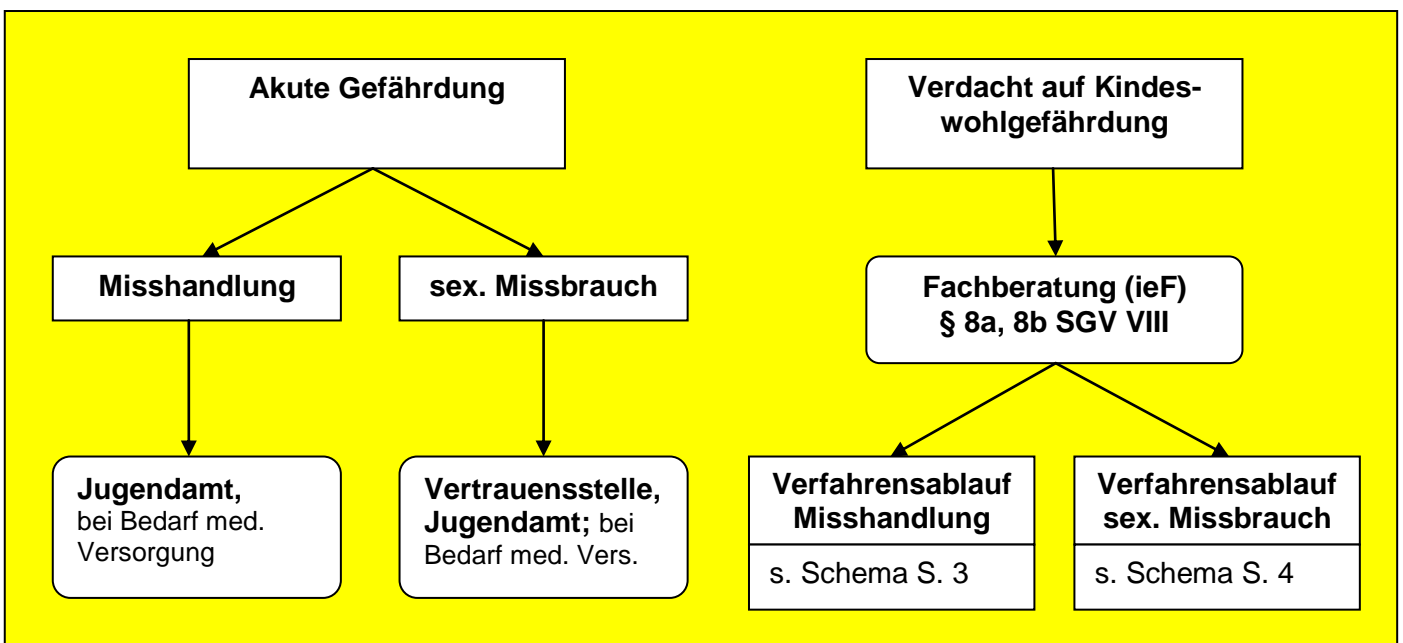 Akute Gefährdung
Verdacht auf Kindes-
wohlgefährdung
Misshandlung
sex. Missbrauch
Fachberatung (ieF)
§ 8a, 8b SGV VIII
Jugendamt,
bei Bedarf med.
Versorgung
Vertrauensstelle,
Jugendamt; bei
Bedarf med. Vers.
Verfahrensablauf
Misshandlung
s. Schema S. 3
Verfahrensablauf
sex. Missbrauch
s. Schema S. 4